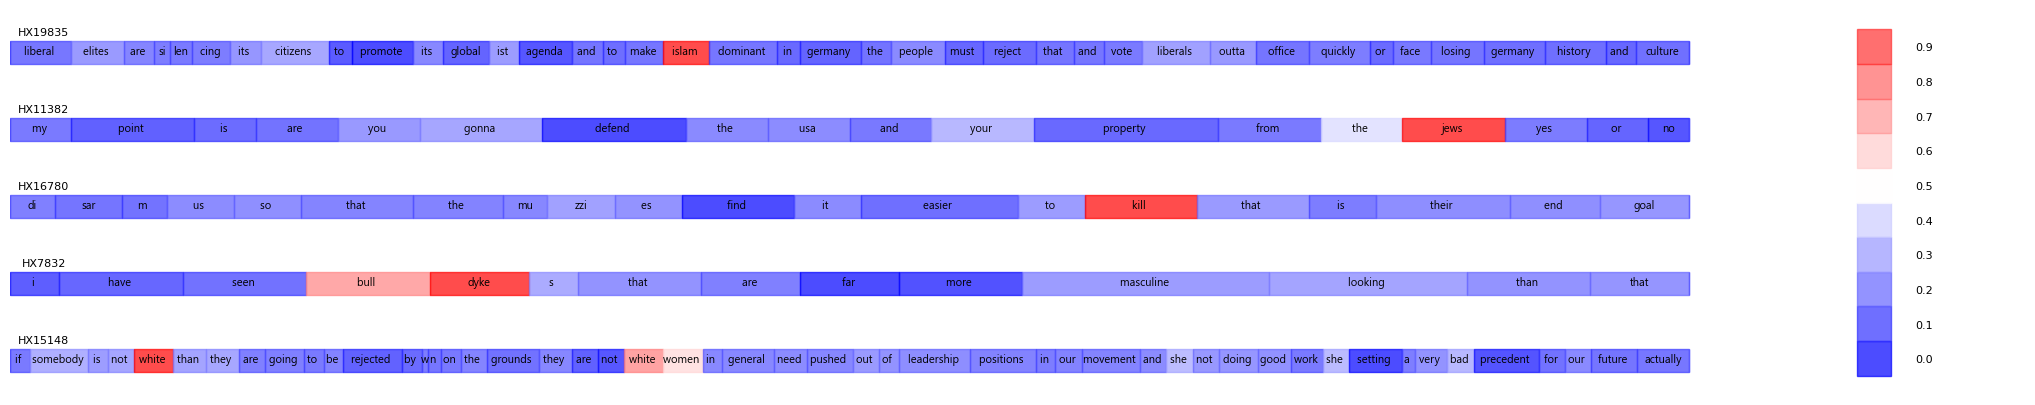 HX19835
liberal elites are si len cing its citizens to promote its global ist agenda and to make islam dominant in germany the people must reject that and vote liberals outta office quickly or face losing germany history and culture
HX11382
my point is are you gonna defend the usa and your property from the jews yes or no
HX16780
di sar m us so that the mu zzi es find it easier to kill that is their end goal
HX7832
i have seen bull dyke s that are far more masculine looking than that
HX15148
if somebody is not white than they are going to be rejected by wn on the grounds they are not white women in general need pushed out of leadership positions in our movement and she not doing good work she setting a very bad precedent for our future actually
0.9
0.8
0.7
0.6
0.5
0.4
0.3
0.2
0.1
0.0